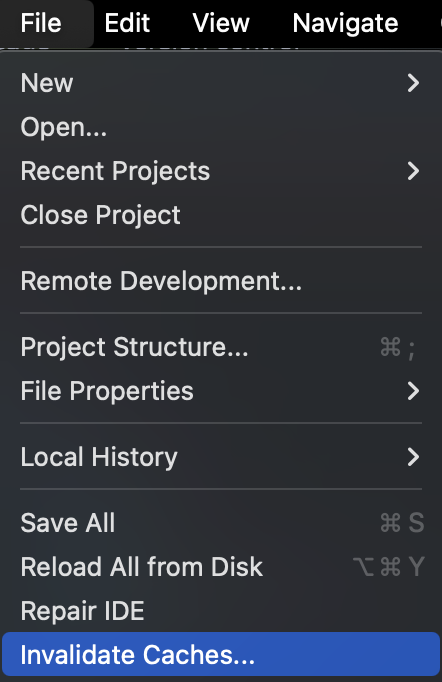 File Edit View Navigate
New
Open...
Recent Projects
Close Project
Remote Development...
Project Structure... ⌘ ;
File Properties
Local History
Save All ⌘ S
Reload All from Disk ⌥ ⌘ Y
Repair IDE
Invalidate Caches...